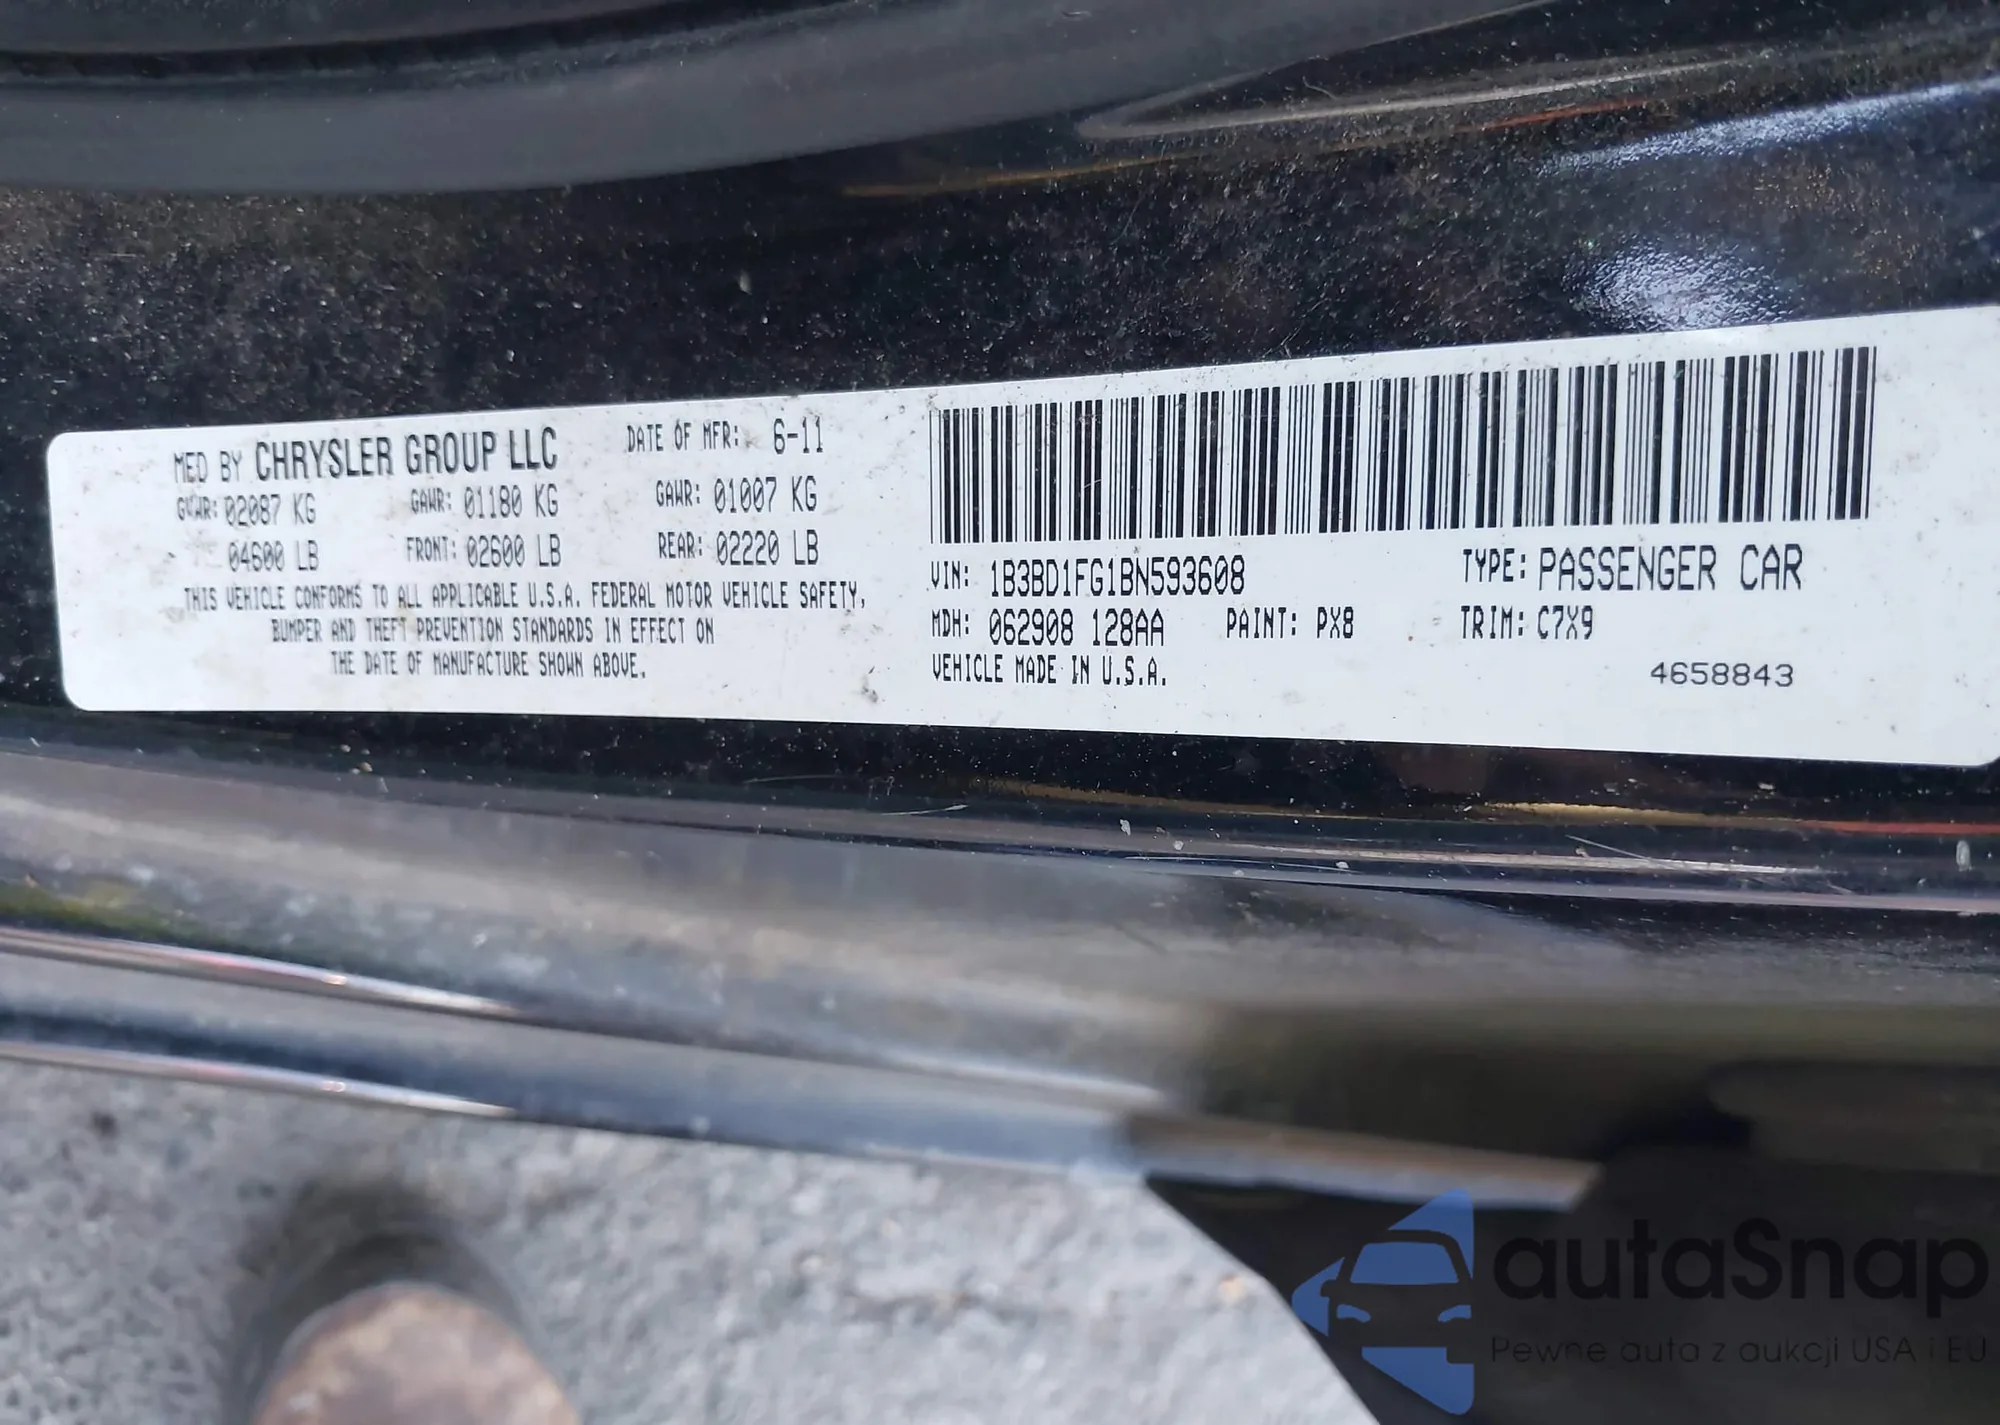 MFD BY CHRYSLER GROUP LLC DATE OF MFR: 6-11
GVWR: 02087 KG GAWR: 01180 KG GAWR: 01007 KG
04600 LB FRONT: 02600 LB REAR: 02220 LB
THIS VEHICLE CONFORMS TO ALL APPLICABLE U.S.A. FEDERAL MOTOR VEHICLE SAFETY,
BUMPER AND THEFT PREVENTION STANDARDS IN EFFECT ON
THE DATE OF MANUFACTURE SHOWN ABOVE.
VIN: 1B3BD1FG1BN593608 TYPE: PASSENGER CAR
MDH: 062908 128AA PAINT: PX8 TRIM: C7X9
VEHICLE MADE IN U.S.A.
4658843
autaSnap
Pewne auta z aukcji USA i EU